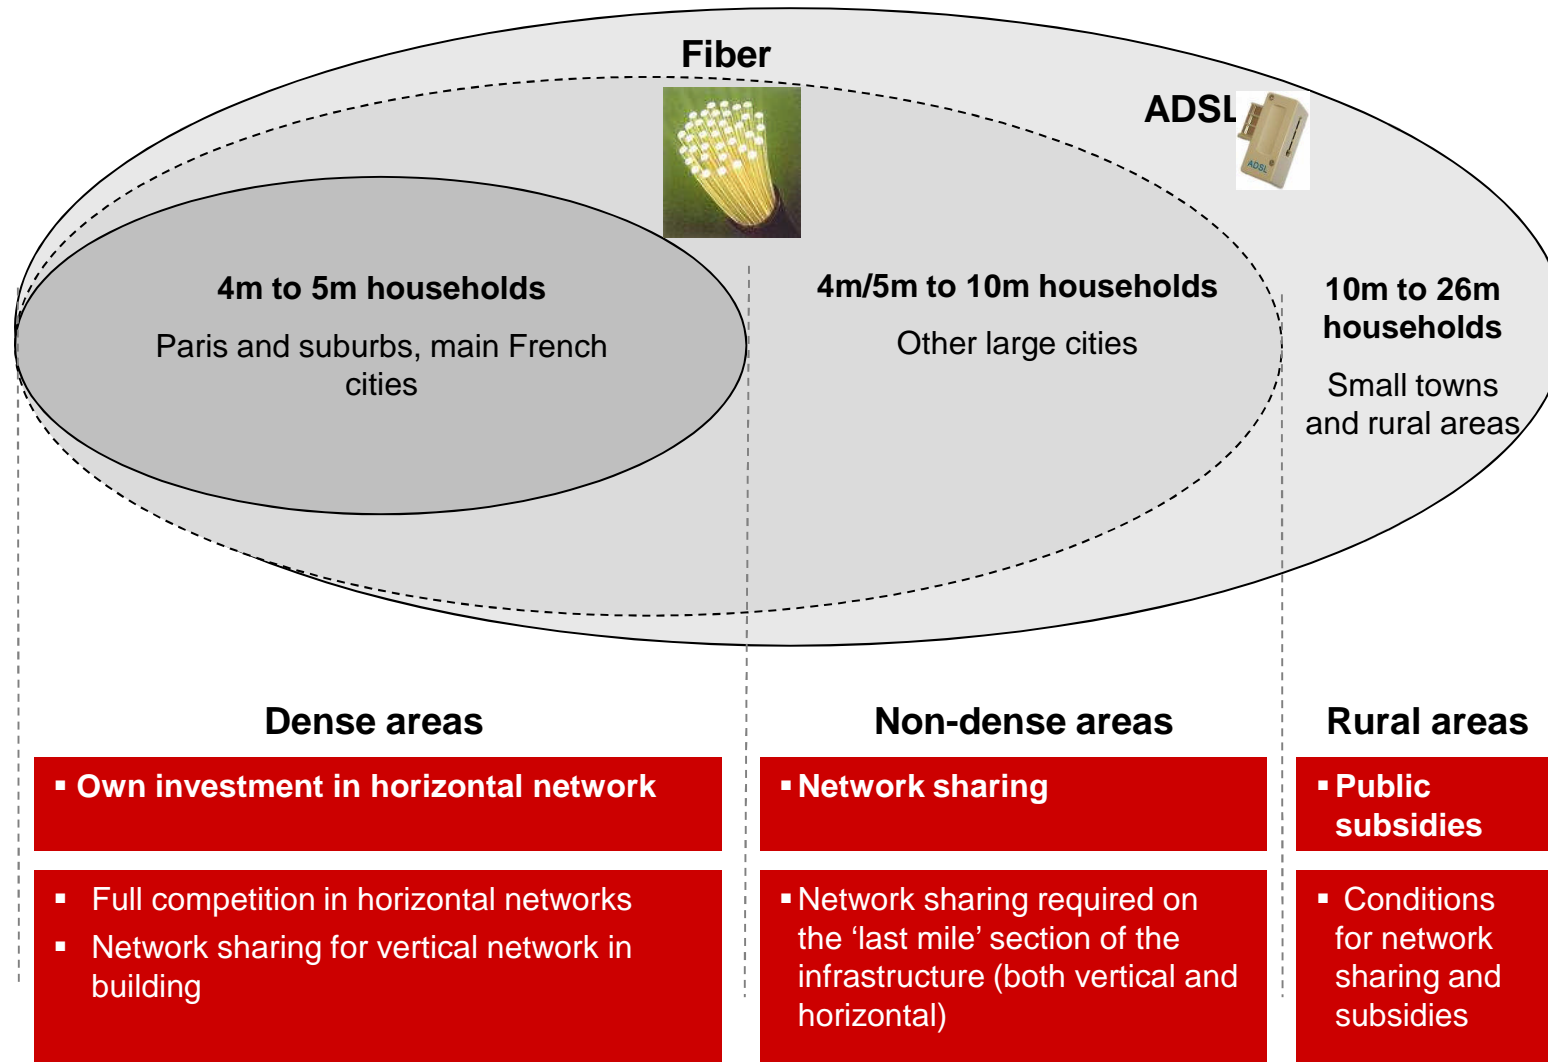 Fiber
ADSL
ADSL
4m to 5m households
Paris and suburbs, main French
cities
4m/5m to 10m households
Other large cities
10m to 26m
households
Small towns
and rural areas
Dense areas
Non-dense areas
Rural areas
▪ Own investment in horizontal network
▪ Network sharing
▪ Public
subsidies
▪ Full competition in horizontal networks
▪ Network sharing for vertical network in
building
▪ Network sharing required on
the ‘last mile’ section of the
infrastructure (both vertical and
horizontal)
▪ Conditions
for network
sharing and
subsidies